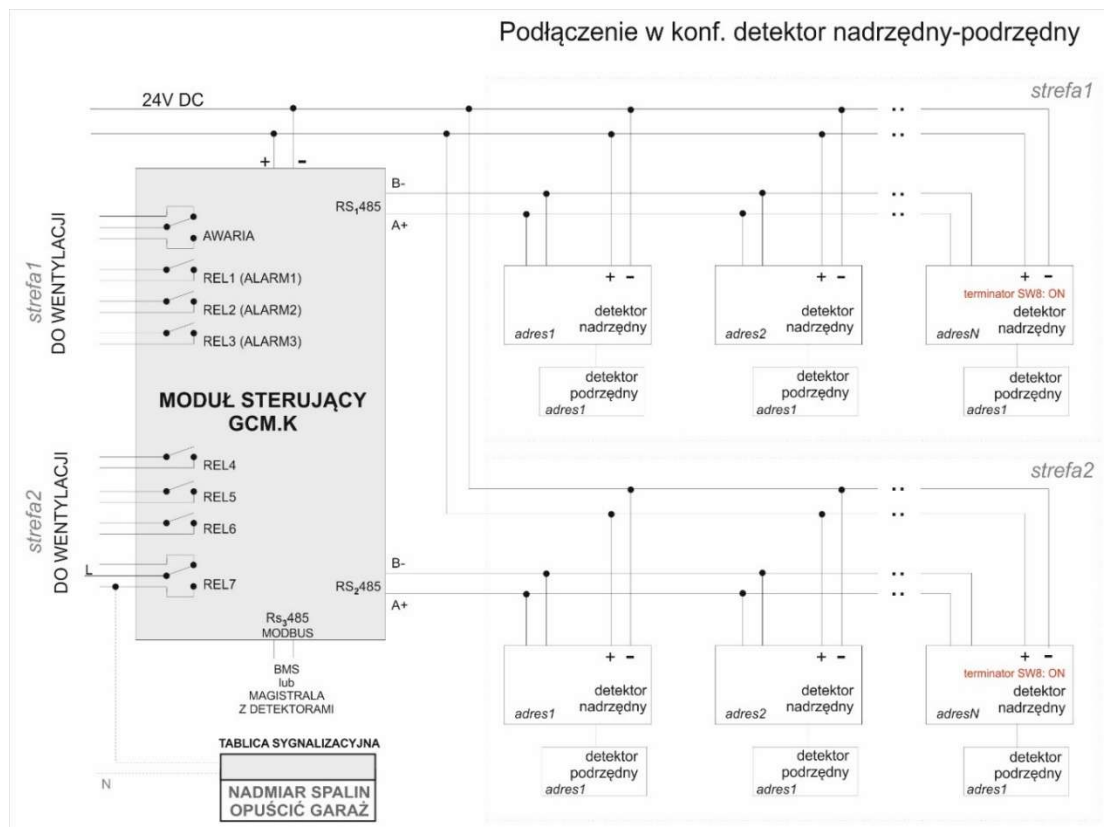 Podłączenie w konf. detektor nadrzędny-podrzędny
strefa1
24V DC
+ -
B-
RS1485
A+
strefa1
DO WENTYLACJI
AWARIA
REL1 (ALARM1)
REL2 (ALARM2)
REL3 (ALARM3)
+ -
detektor
nadrzędny
adres1
+ -
detektor
nadrzędny
adres2
+ -
terminator SW8: ON
detektor
nadrzędny
adresN
detektor
podrzędny
adres1
detektor
podrzędny
adres1
detektor
podrzędny
adres1
MODUŁ STERUJĄCY
GCM.K
strefa2
strefa2
DO WENTYLACJI
REL4
REL5
REL6
L
REL7
B-
RS2485
A+
Rs3485
MODBUS
BMS
lub
MAGISTRALA
Z DETEKTORAMI
+ -
detektor
nadrzędny
adres1
+ -
detektor
nadrzędny
adres2
+ -
terminator SW8: ON
detektor
nadrzędny
adresN
detektor
podrzędny
adres1
detektor
podrzędny
adres1
detektor
podrzędny
adres1
TABLICA SYGNALIZACYJNA
N
NADMIAR SPALIN
OPUŚCIĆ GARAŻ